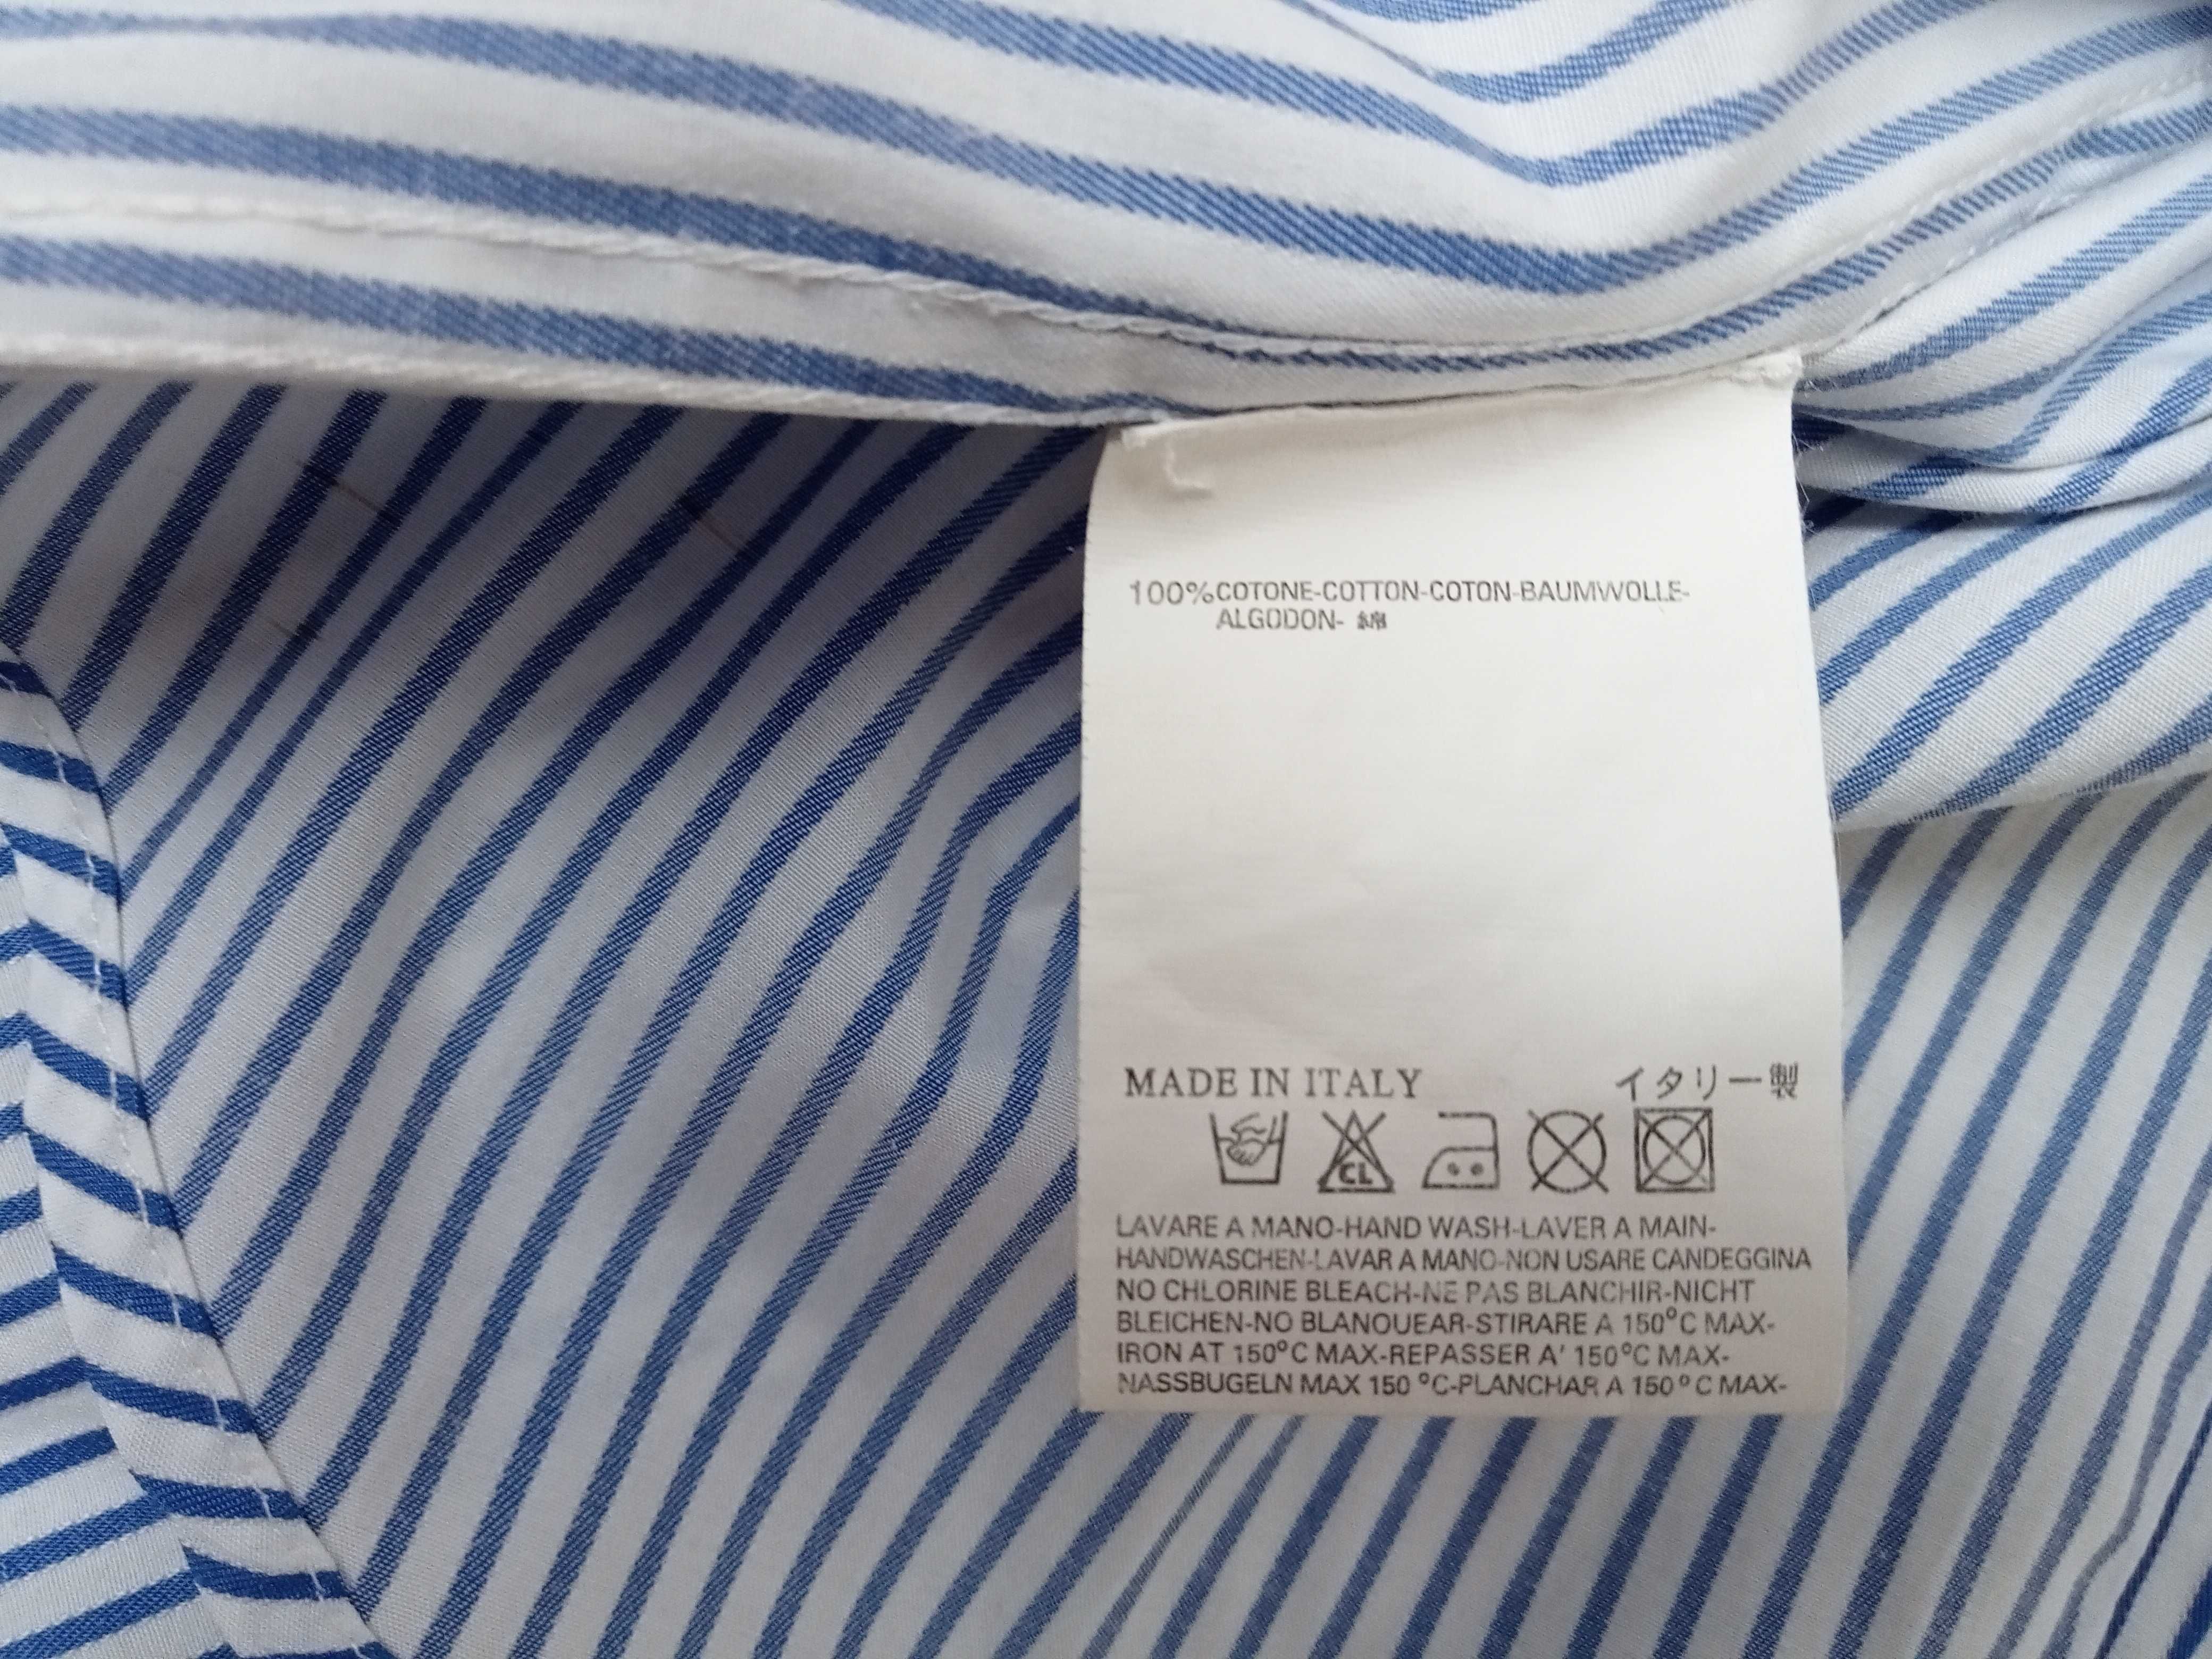 100%COTONE-COTTON-COTON-BAUMWOLLE-
ALGODON- 綿
MADE IN ITALY イタリー製
CL
LAVARE A MANO-HAND WASH-LAVER A MAIN-
HANDWASCHEN-LAVAR A MANO-NON USARE CANDEGGINA
NO CHLORINE BLEACH-NE PAS BLANCHIR-NICHT
BLEICHEN-NO BLANOUEAR-STIRARE A 150°C MAX-
IRON AT 150°C MAX-REPASSER A' 150°C MAX-
NASSBUGELN MAX 150 °C-PLANCHAR A 150°C MAX-